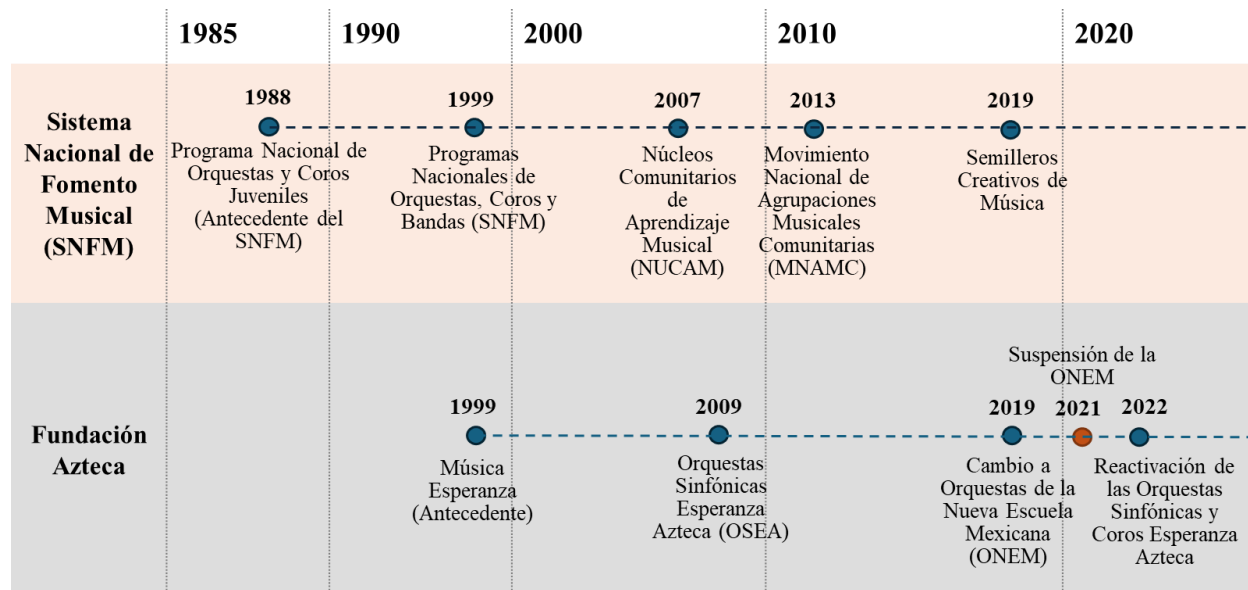 1985
1990
2000
2010
2020
Sistema
Nacional de
Fomento
Musical
(SNFM)
1988
Programa Nacional de
Orquestas y Coros
Juveniles
(Antecedente del
SNFM)
1999
Programas
Nacionales de
Orquestas, Coros y
Bandas (SNFM)
2007
Núcleos
Comunitarios
de
Aprendizaje
Musical
(NUCAM)
2013
Movimiento
Nacional de
Agrupaciones
Musicales
Comunitarias
(MNAMC)
2019
Semilleros
Creativos de
Música
Fundación
Azteca
1999
Música
Esperanza
(Antecedente)
2009
Orquestas
Sinfónicas
Esperanza
Azteca (OSEA)
2019
Cambio a
Orquestas de la
Nueva Escuela
Mexicana
(ONEM)
Suspensión de la
ONEM
2021
2022
Reactivación de
las Orquestas
Sinfónicas y
Coros Esperanza
Azteca